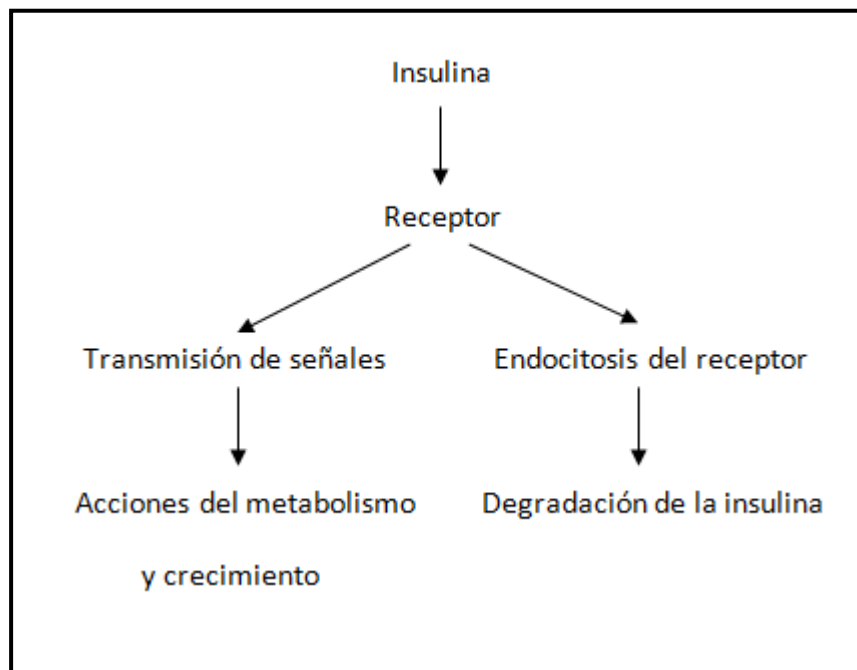 Insulina
Receptor
Transmisión de señales
Endocitosis del receptor
Acciones del metabolismo
y crecimiento
Degradación de la insulina